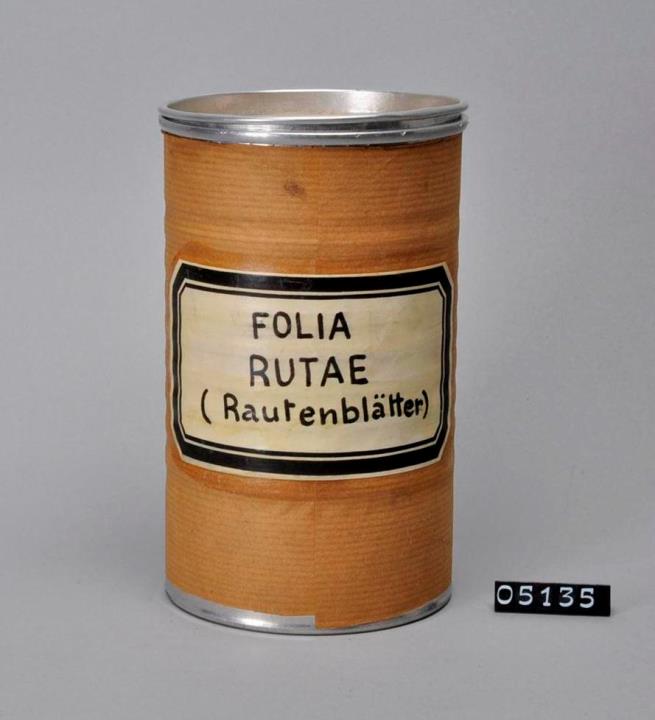 FOLIA
RUTAE
( Rautenblätter)
05135